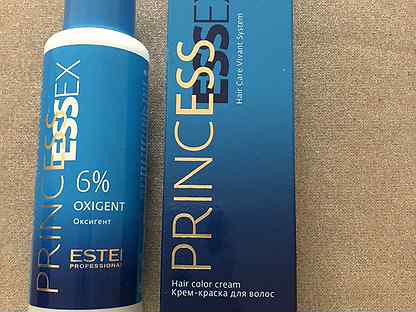 PRINCESS
ESSEX
6%
OXIGENT
Оксигент
ESTEL
PROFESSIONAL
PRINCESS
ESSEX
Hair Care Vivant System
Hair color cream
Крем-краска для волос